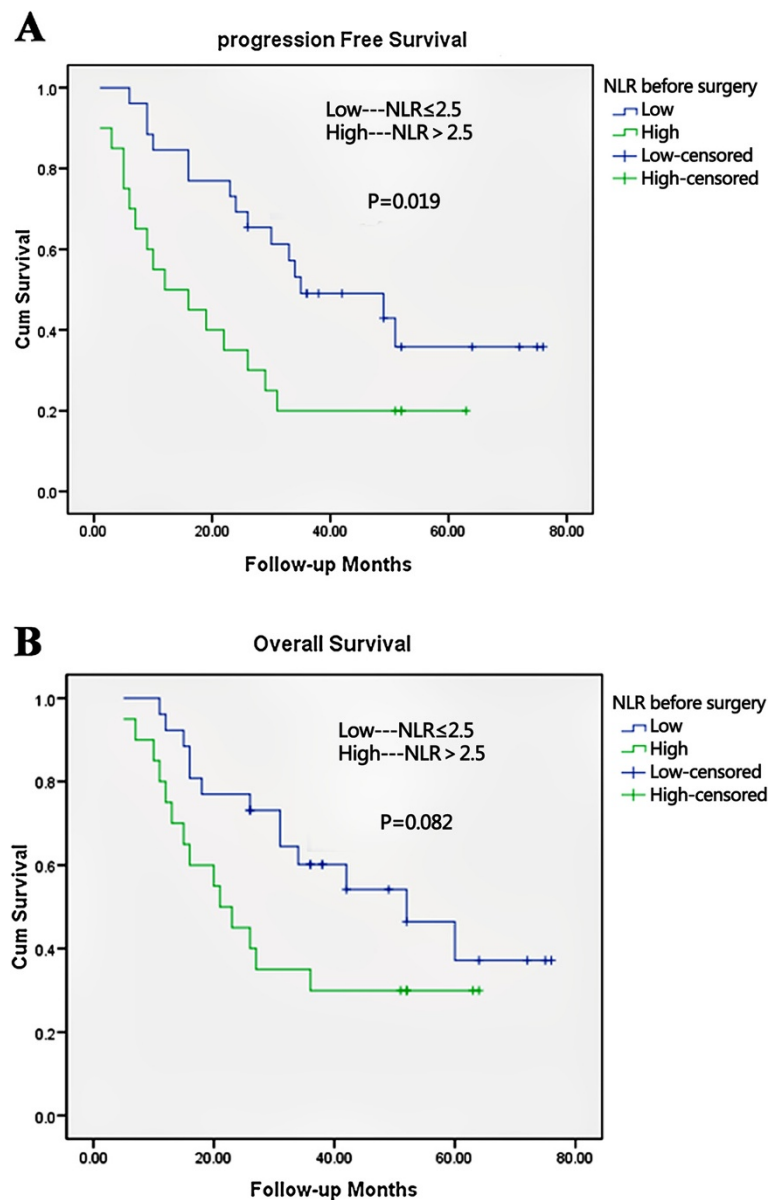 A
progression Free Survival
NLR before surgery
Low
High
Low-censored
High-censored
Low---NLR≤2.5
High---NLR > 2.5
P=0.019
Cum Survival
1.0
0.8
0.6
0.4
0.2
0.0
0.00 20.00 40.00 60.00 80.00
Follow-up Months
B
Overall Survival
NLR before surgery
Low
High
Low-censored
High-censored
Low---NLR≤2.5
High---NLR > 2.5
P=0.082
Cum Survival
1.0
0.8
0.6
0.4
0.2
0.0
0.00 20.00 40.00 60.00 80.00
Follow-up Months